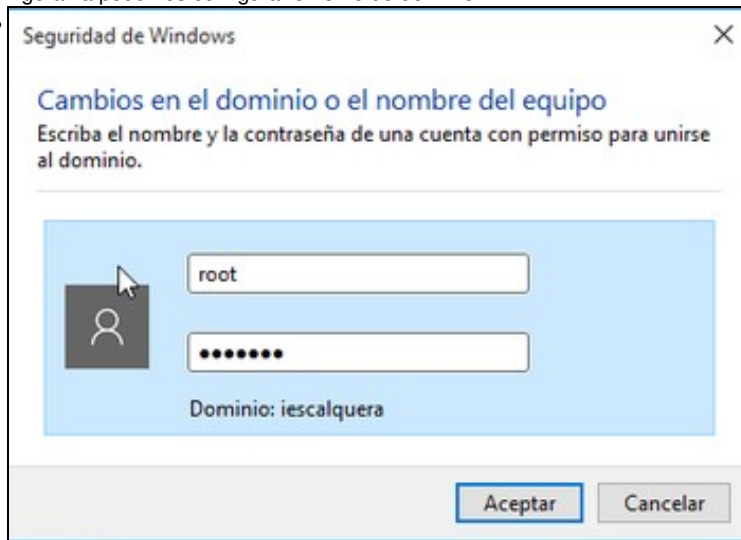 Seguridad de Windows
Cambios en el dominio o el nombre del equipo
Escriba el nombre y la contraseña de una cuenta con permiso para unirse
al dominio.
root
●●●●●●●
Dominio: iescalquera
Aceptar
Cancelar